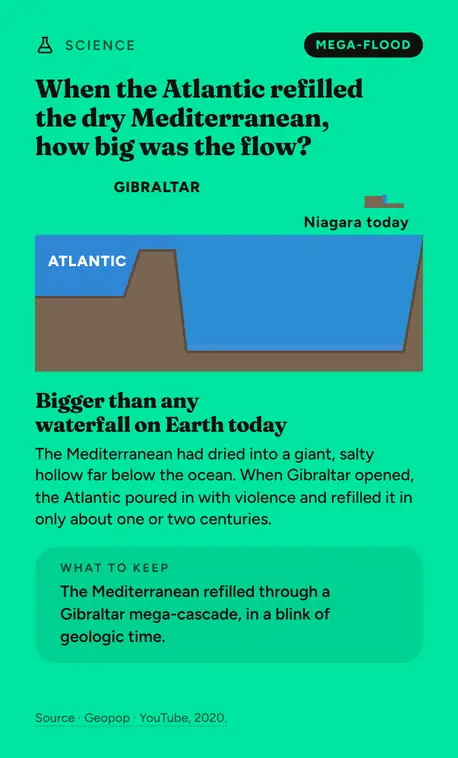 SCIENCE
MEGA-FLOOD
When the Atlantic refilled
the dry Mediterranean,
how big was the flow?
GIBRALTAR
Niagara today
ATLANTIC
Bigger than any
waterfall on Earth today
The Mediterranean had dried into a giant, salty
hollow far below the ocean. When Gibraltar opened,
the Atlantic poured in with violence and refilled it in
only about one or two centuries.
WHAT TO KEEP
The Mediterranean refilled through a
Gibraltar mega-cascade, in a blink of
geologic time.
Source · Geopop · YouTube, 2020.